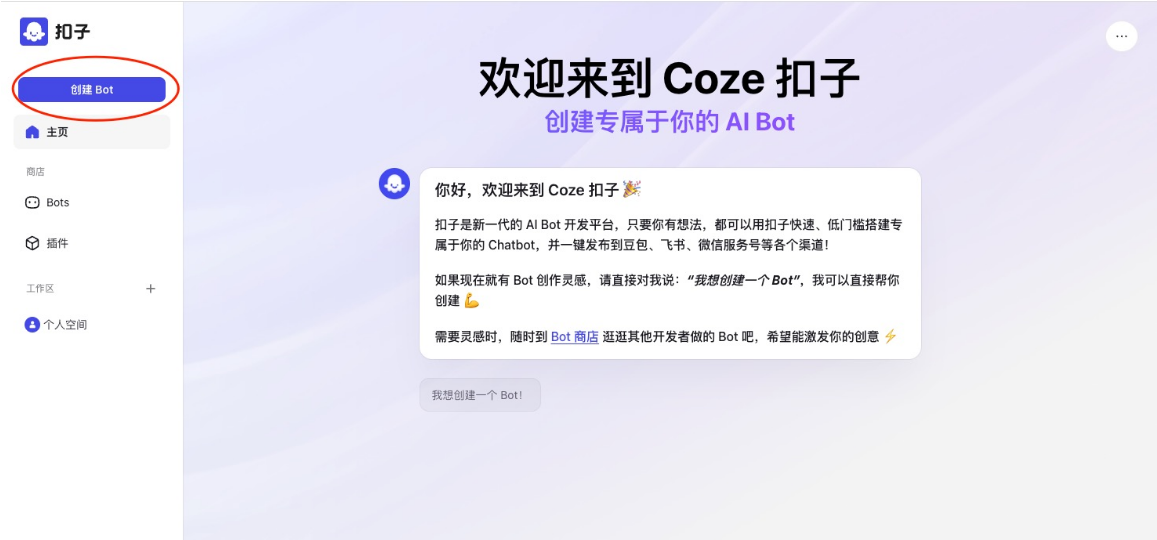 扣子
创建 Bot
主页
商店
Bots
插件
工作区
个人空间
欢迎来到 Coze 扣子
创建专属于你的 AI Bot
你好，欢迎来到 Coze 扣子🎉
扣子是新一代的 AI Bot 开发平台，只要你有想法，都可以用扣子快速、低门槛搭建专
属于你的 Chatbot，并一键发布到豆包、飞书、微信服务号等各个渠道！
如果现在就有 Bot 创作灵感，请直接对我说：“我想创建一个 Bot”，我可以直接帮你
创建 💪
需要灵感时，随时到 Bot 商店 逛逛其他开发者做的 Bot 吧，希望能激发你的创意 ⚡
我想创建一个 Bot！